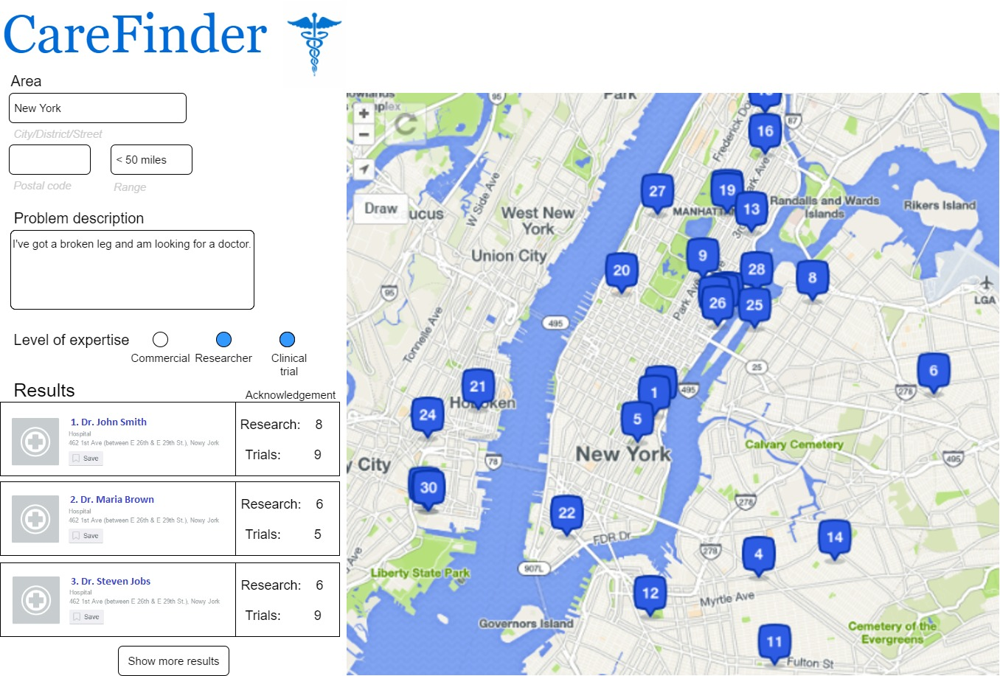 CareFinder
Area
New York
City/District/Street
< 50 miles
Postal code
Range
Problem description
I've got a broken leg and am looking for a doctor.
Level of expertise
Commercial
Researcher
Clinical
trial
Results
Acknowledgement
1. Dr. John Smith
Hospital
462 1st Ave (between E 26th & E 29th St.), Nowy Jork
Save
Research: 8
Trials: 9
2. Dr. Maria Brown
Hospital
462 1st Ave (between E 26th & E 29th St.), Nowy Jork
Save
Research: 6
Trials: 5
3. Dr. Steven Jobs
Hospital
462 1st Ave (between E 26th & E 29th St.), Nowy Jork
Save
Research: 6
Trials: 9
Show more results
Park
95
87
16
Frederick Do
27
19
13
MANHATTA
Randalls and Wards
Islands
Rikers Island
Draw
aucus
W Side Ave
West New
York
Union City
9
28
20
8
Park Ave
26
25
LGA
95
495
Tonnelle Ave
25
6
278
21
1
495
Hoboken
24
5
Calvary Cemetery
New York
y City
78
495
30
278
22
FDR Dr
14
278
4
907L
Liberty State Park
12
Myrtle Ave
Governors Island
Cemetery of the
Evergreens
11
Fulton St